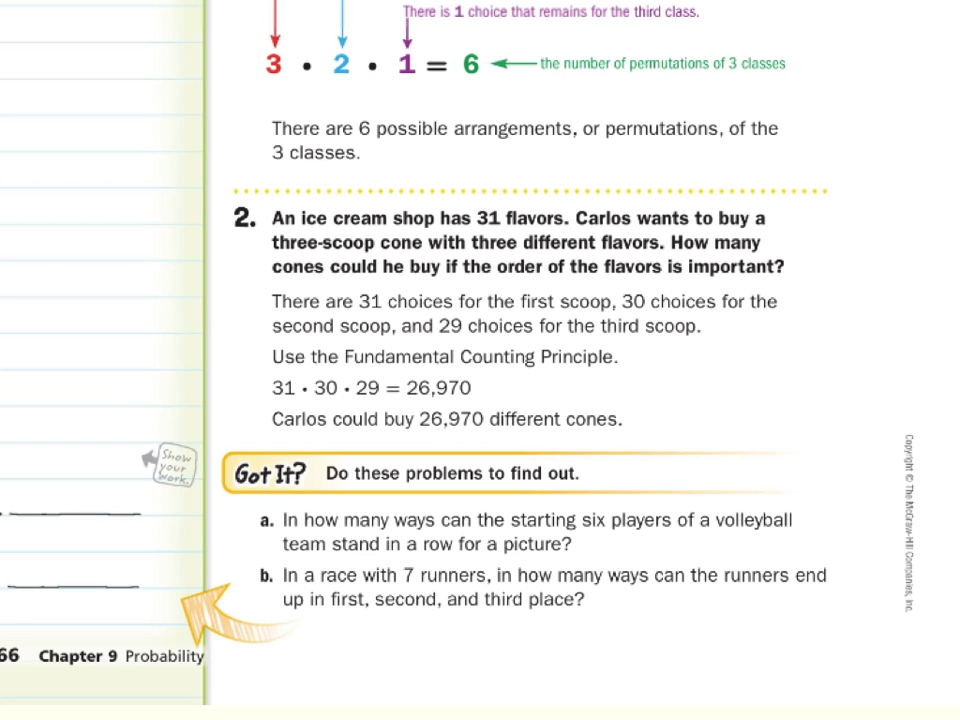 There is 1 choice that remains for the third class.
3 • 2 • 1 = 6 the number of permutations of 3 classes
There are 6 possible arrangements, or permutations, of the
3 classes.
2. An ice cream shop has 31 flavors. Carlos wants to buy a
three-scoop cone with three different flavors. How many
cones could he buy if the order of the flavors is important?
There are 31 choices for the first scoop, 30 choices for the
second scoop, and 29 choices for the third scoop.
Use the Fundamental Counting Principle.
31 • 30 • 29 = 26,970
Carlos could buy 26,970 different cones.
Show
your
work.
Got It? Do these problems to find out.
a. In how many ways can the starting six players of a volleyball
team stand in a row for a picture?
b. In a race with 7 runners, in how many ways can the runners end
up in first, second, and third place?
66 Chapter 9 Probability
Copyright © The McGraw-Hill Companies, Inc.